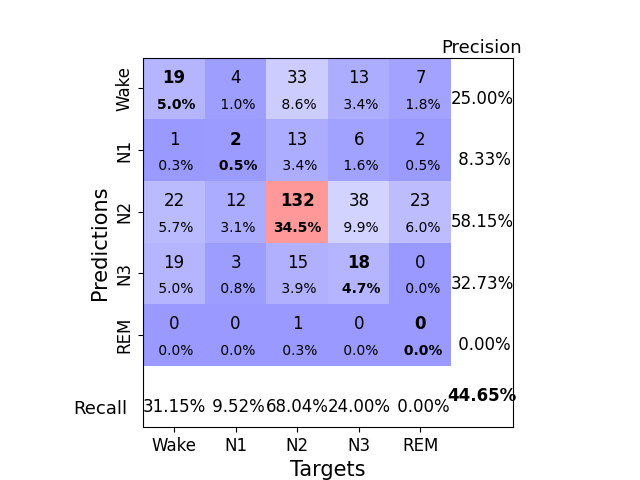 Precision
Wake 19 4 33 13 7 25.00%
5.0% 1.0% 8.6% 3.4% 1.8%
N1 1 2 13 6 2 8.33%
0.3% 0.5% 3.4% 1.6% 0.5%
N2 22 12 132 38 23 58.15%
5.7% 3.1% 34.5% 9.9% 6.0%
N3 19 3 15 18 0 32.73%
5.0% 0.8% 3.9% 4.7% 0.0%
REM 0 0 1 0 0 0.00%
0.0% 0.0% 0.3% 0.0% 0.0%
Predictions
44.65%
Recall 31.15% 9.52% 68.04% 24.00% 0.00%
Wake N1 N2 N3 REM
Targets